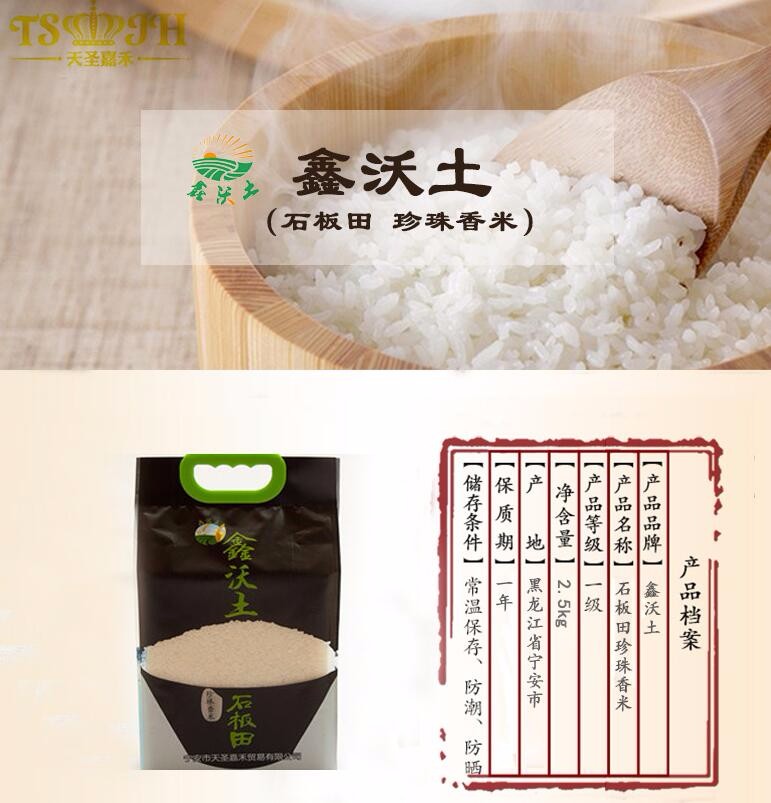 TS JH
天圣嘉禾
鑫沃土
鑫沃土
(石板田 珍珠香米)
鑫沃土
珍珠香米
石板田
宁安市天圣嘉禾贸易有限公司
产品档案
【产品品牌】鑫沃土
【产品名称】石板田珍珠香米
【产品等级】一级
【净含量】2.5kg
【产 地】黑龙江省宁安市
【保质期】一年
【储存条件】常温保存、防潮、防晒